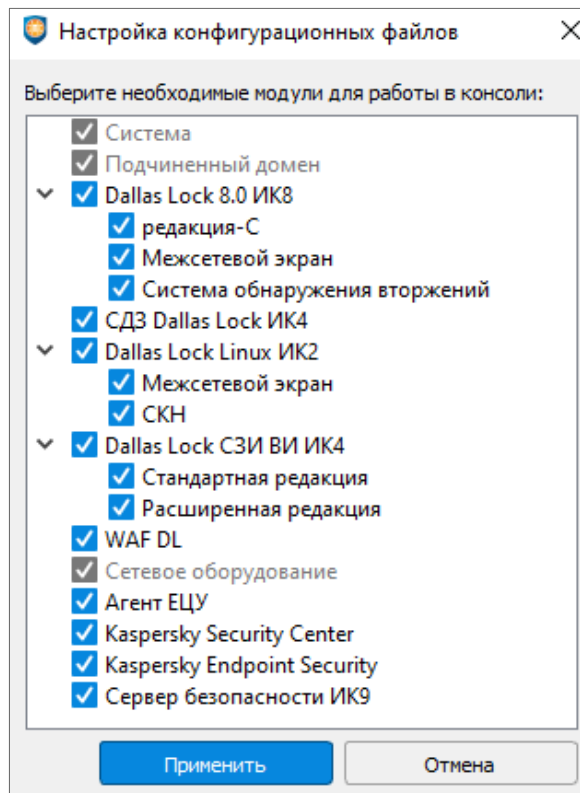 Настройка конфигурационных файлов
Выберите необходимые модули для работы в консоли:
Система
Подчиненный домен
Dallas Lock 8.0 ИК8
редакция-С
Межсетевой экран
Система обнаружения вторжений
СДЗ Dallas Lock ИК4
Dallas Lock Linux ИК2
Межсетевой экран
СКН
Dallas Lock СЗИ ВИ ИК4
Стандартная редакция
Расширенная редакция
WAF DL
Сетевое оборудование
Агент ЕЦУ
Kaspersky Security Center
Kaspersky Endpoint Security
Сервер безопасности ИК9
Применить Отмена